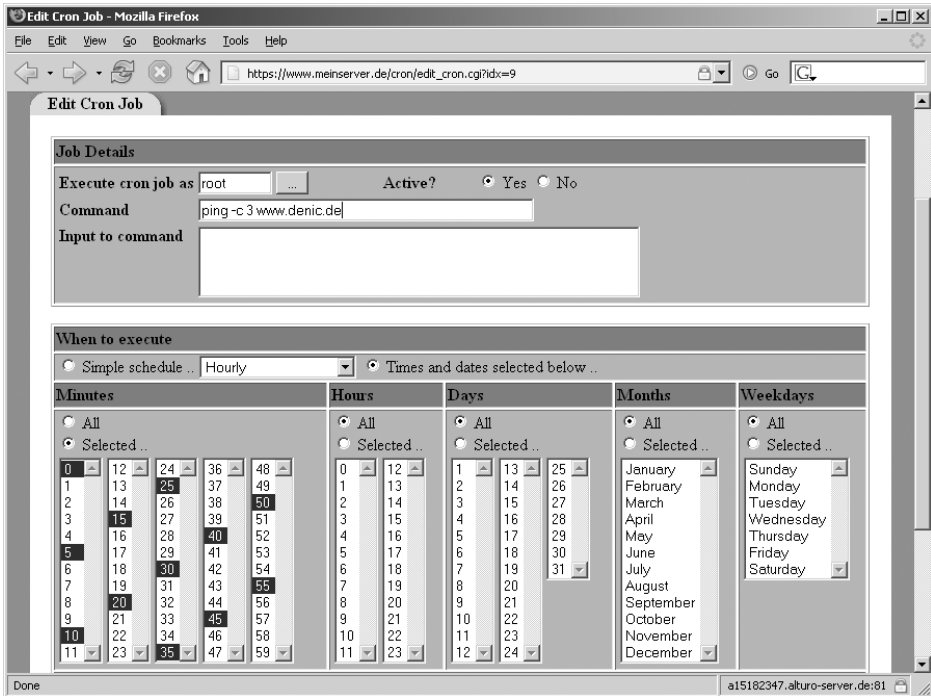 Edit Cron Job - Mozilla Firefox
File Edit View Go Bookmarks Tools Help
https://www.meinserver.de/cron/edit_cron.cgi?idx=9 Go G
Edit Cron Job
Job Details
Execute cron job as root ... Active? Yes No
Command ping -c 3 www.denic.de
Input to command
When to execute
Simple schedule .. Hourly Times and dates selected below ..
Minutes Hours Days Months Weekdays
All All All All All
Selected .. Selected .. Selected .. Selected .. Selected ..
0 12 24 36 48 0 12 1 13 25 January Sunday
1 13 25 37 49 1 13 2 14 26 February Monday
2 14 26 38 50 2 14 3 15 27 March Tuesday
3 15 27 39 51 3 15 4 16 28 April Wednesday
4 16 28 40 52 4 16 5 17 29 May Thursday
5 17 29 41 53 5 17 6 18 30 June Friday
6 18 30 42 54 6 18 7 19 31 July Saturday
7 19 31 43 55 7 19 8 20 August
8 20 32 44 56 8 20 9 21 September
9 21 33 45 57 9 21 10 22 October
10 22 34 46 58 10 22 11 23 November
11 23 35 47 59 11 23 12 24 December
Done a15182347.alturo-server.de:81